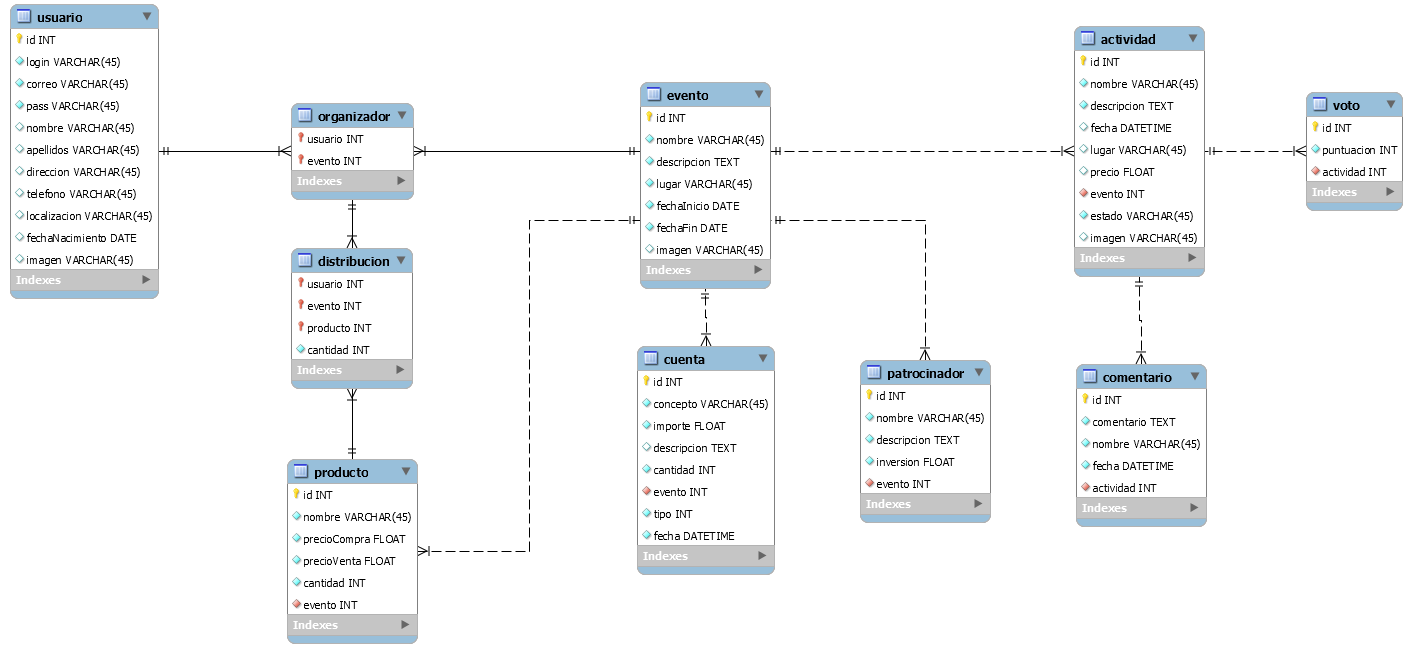 usuario
id INT
login VARCHAR(45)
correo VARCHAR(45)
pass VARCHAR(45)
nombre VARCHAR(45)
apellidos VARCHAR(45)
direccion VARCHAR(45)
telefono VARCHAR(45)
localizacion VARCHAR(45)
fechaNacimiento DATE
imagen VARCHAR(45)
Indexes
organizador
usuario INT
evento INT
Indexes
distribucion
usuario INT
evento INT
producto INT
cantidad INT
Indexes
producto
id INT
nombre VARCHAR(45)
precioCompra FLOAT
precioVenta FLOAT
cantidad INT
evento INT
Indexes
evento
id INT
nombre VARCHAR(45)
descripcion TEXT
lugar VARCHAR(45)
fechaInicio DATE
fechaFin DATE
imagen VARCHAR(45)
Indexes
cuenta
id INT
concepto VARCHAR(45)
importe FLOAT
descripcion TEXT
cantidad INT
evento INT
tipo INT
fecha DATETIME
Indexes
patrocinador
id INT
nombre VARCHAR(45)
descripcion TEXT
inversion FLOAT
evento INT
Indexes
actividad
id INT
nombre VARCHAR(45)
descripcion TEXT
fecha DATETIME
lugar VARCHAR(45)
precio FLOAT
evento INT
estado VARCHAR(45)
imagen VARCHAR(45)
Indexes
comentario
id INT
comentario TEXT
nombre VARCHAR(45)
fecha DATETIME
actividad INT
Indexes
voto
id INT
puntuacion INT
actividad INT
Indexes